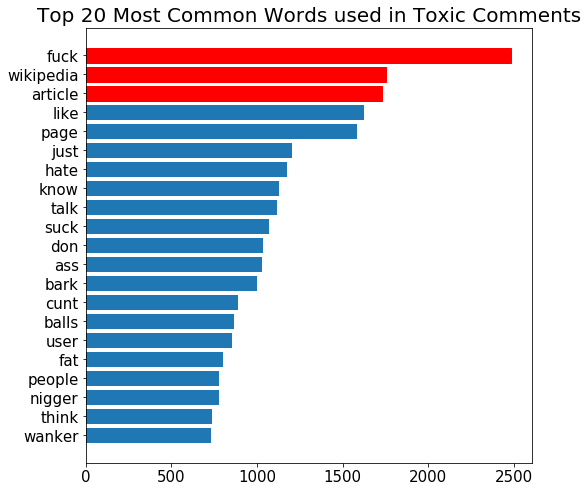 Top 20 Most Common Words used in Toxic Comments
fuck
wikipedia
article
like
page
just
hate
know
talk
suck
don
ass
bark
cunt
balls
user
fat
people
nigger
think
wanker
0 500 1000 1500 2000 2500